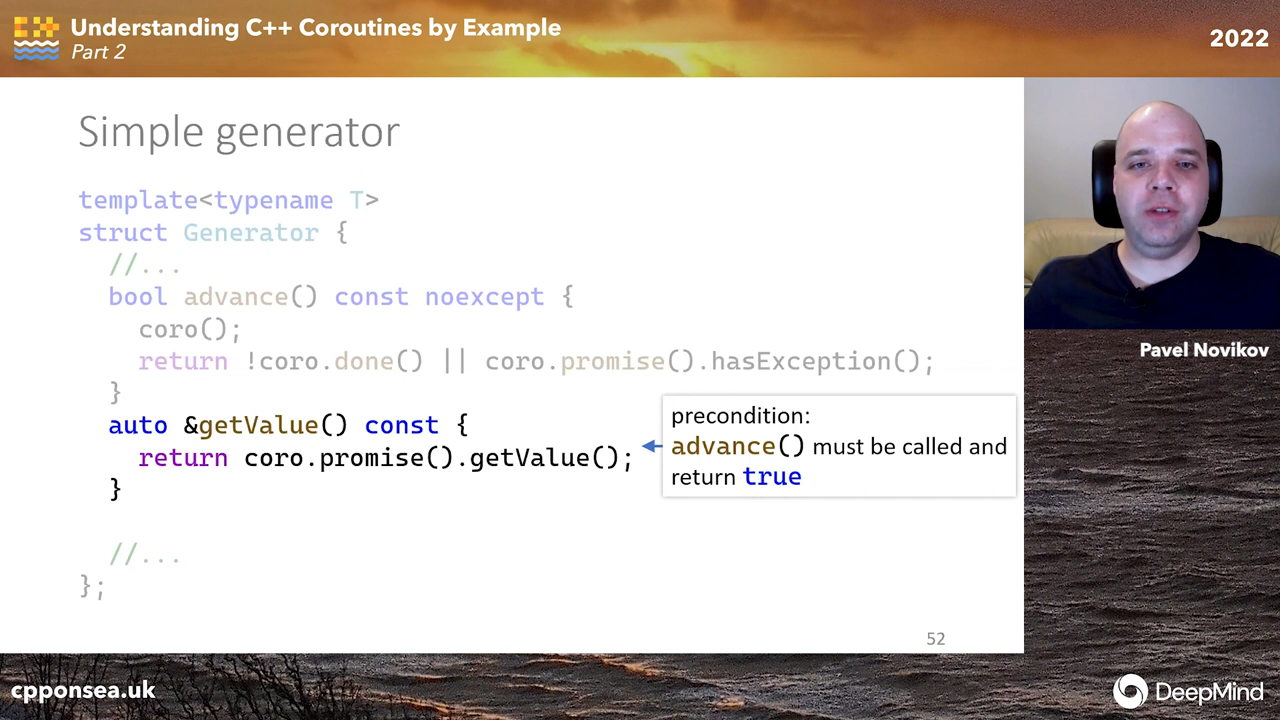 Understanding C++ Coroutines by Example
Part 2
2022
Simple generator
template<typename T>
struct Generator {
//...
bool advance() const noexcept {
coro();
return !coro.done() || coro.promise().hasException();
}
auto &getValue() const {
return coro.promise().getValue();
}
precondition:
advance() must be called and
return true
//...
};
52
Pavel Novikov
cpponsea.uk
DeepMind